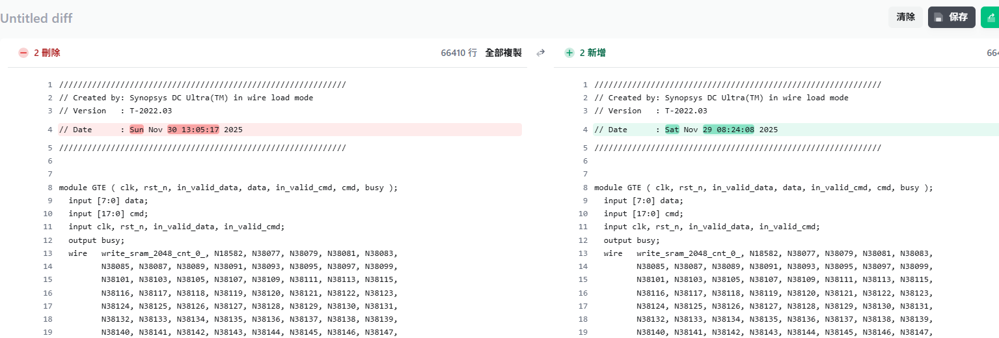 Untitled diff
清除
保存
2 刪除
66410 行
全部複製
2 新增
1 /////////////////////////////////////////////////////////////
2 // Created by: Synopsys DC Ultra(TM) in wire load mode
3 // Version   : T-2022.03
4 // Date      : Sun Nov 30 13:05:17 2025
5 /////////////////////////////////////////////////////////////
6
7
8 module GTE ( clk, rst_n, in_valid_data, data, in_valid_cmd, cmd, busy );
9   input [7:0] data;
10   input [17:0] cmd;
11   input clk, rst_n, in_valid_data, in_valid_cmd;
12   output busy;
13   wire   write_sram_2048_cnt_0_, N18582, N38077, N38079, N38081, N38083,
14          N38085, N38087, N38089, N38091, N38093, N38095, N38097, N38099,
15          N38101, N38103, N38105, N38107, N38109, N38111, N38113, N38115,
16          N38116, N38117, N38118, N38119, N38120, N38121, N38122, N38123,
17          N38124, N38125, N38126, N38127, N38128, N38129, N38130, N38131,
18          N38132, N38133, N38134, N38135, N38136, N38137, N38138, N38139,
19          N38140, N38141, N38142, N38143, N38144, N38145, N38146, N38147,
1 /////////////////////////////////////////////////////////////
2 // Created by: Synopsys DC Ultra(TM) in wire load mode
3 // Version   : T-2022.03
4 // Date      : Sat Nov 29 08:24:08 2025
5 /////////////////////////////////////////////////////////////
6
7
8 module GTE ( clk, rst_n, in_valid_data, data, in_valid_cmd, cmd, busy );
9   input [7:0] data;
10   input [17:0] cmd;
11   input clk, rst_n, in_valid_data, in_valid_cmd;
12   output busy;
13   wire   write_sram_2048_cnt_0_, N18582, N38077, N38079, N38081, N38083,
14          N38085, N38087, N38089, N38091, N38093, N38095, N38097, N38099,
15          N38101, N38103, N38105, N38107, N38109, N38111, N38113, N38115,
16          N38116, N38117, N38118, N38119, N38120, N38121, N38122, N38123,
17          N38124, N38125, N38126, N38127, N38128, N38129, N38130, N38131,
18          N38132, N38133, N38134, N38135, N38136, N38137, N38138, N38139,
19          N38140, N38141, N38142, N38143, N38144, N38145, N38146, N38147,